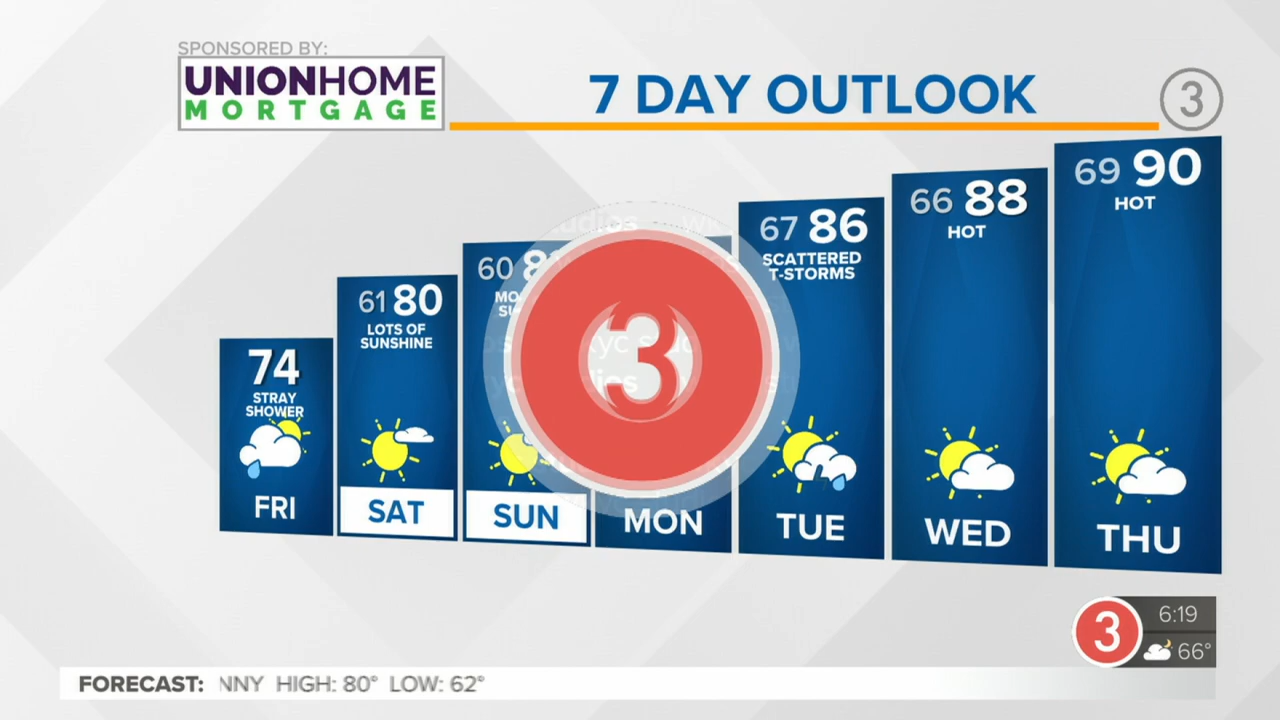 SPONSORED BY:
UNIONHOME
MORTGAGE
7 DAY OUTLOOK
3
74
STRAY
SHOWER
FRI
61 80
LOTS OF
SUNSHINE
SAT
60
SUN
MON
67 86
SCATTERED
T-STORMS
TUE
66 88
HOT
WED
69 90
HOT
THU
3
3
6:19
66°
FORECAST: NNY HIGH: 80° LOW: 62°